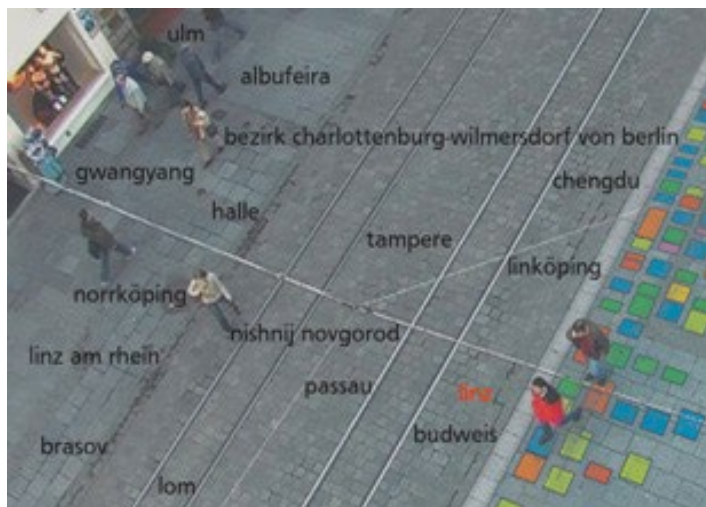 ulm
albufeira
bezirk charlottenburg-wilmersdorf von berlin
gwangyang
chengdu
halle
tampere
linköping
norrköping
nishnij novgorod
linz am rhein
passau
linz
budweis
brasov
lom